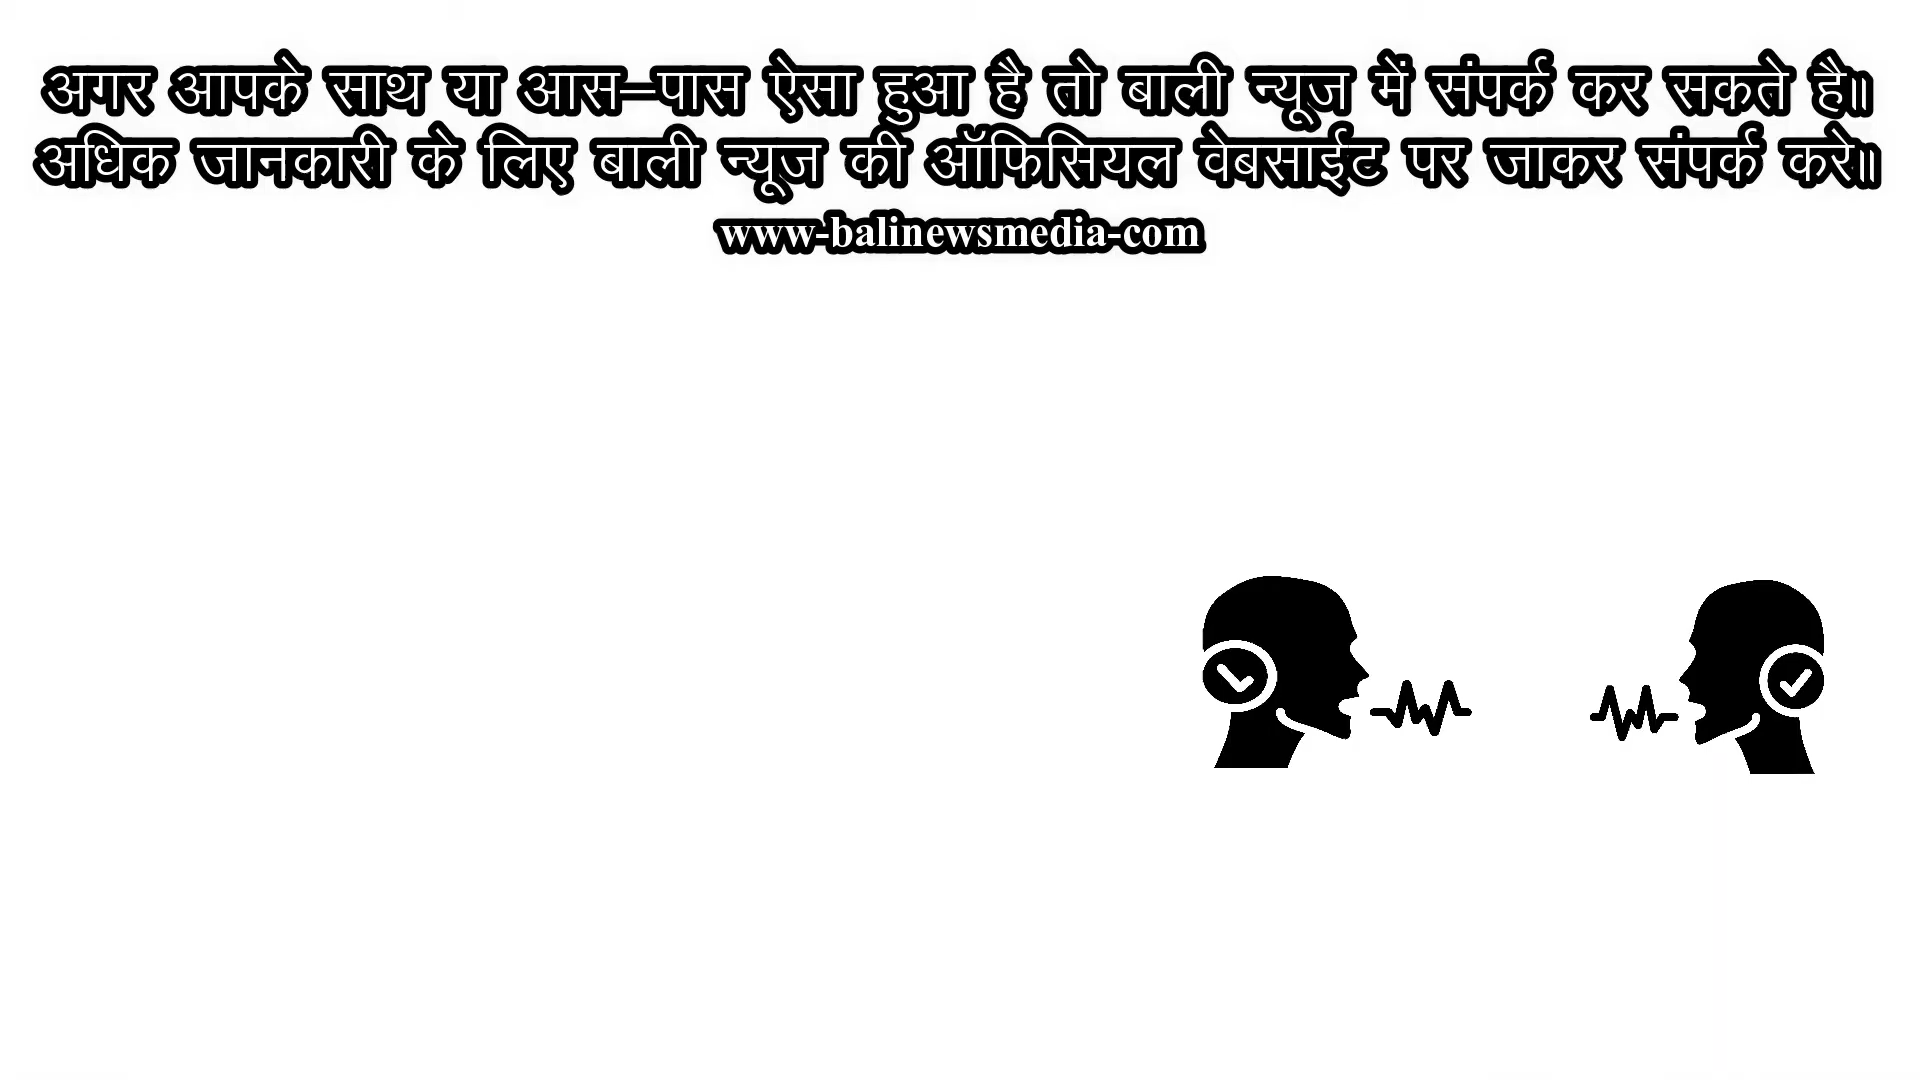 अगर आपके साथ या आस–पास ऐसा हुआ है तो बाली न्यूज में संपर्क कर सकते है॥
अधिक जानकारी के लिए बाली न्यूज की ऑफिसियल वेबसाईट पर जाकर संपर्क करे॥
www-balinewsmedia-com